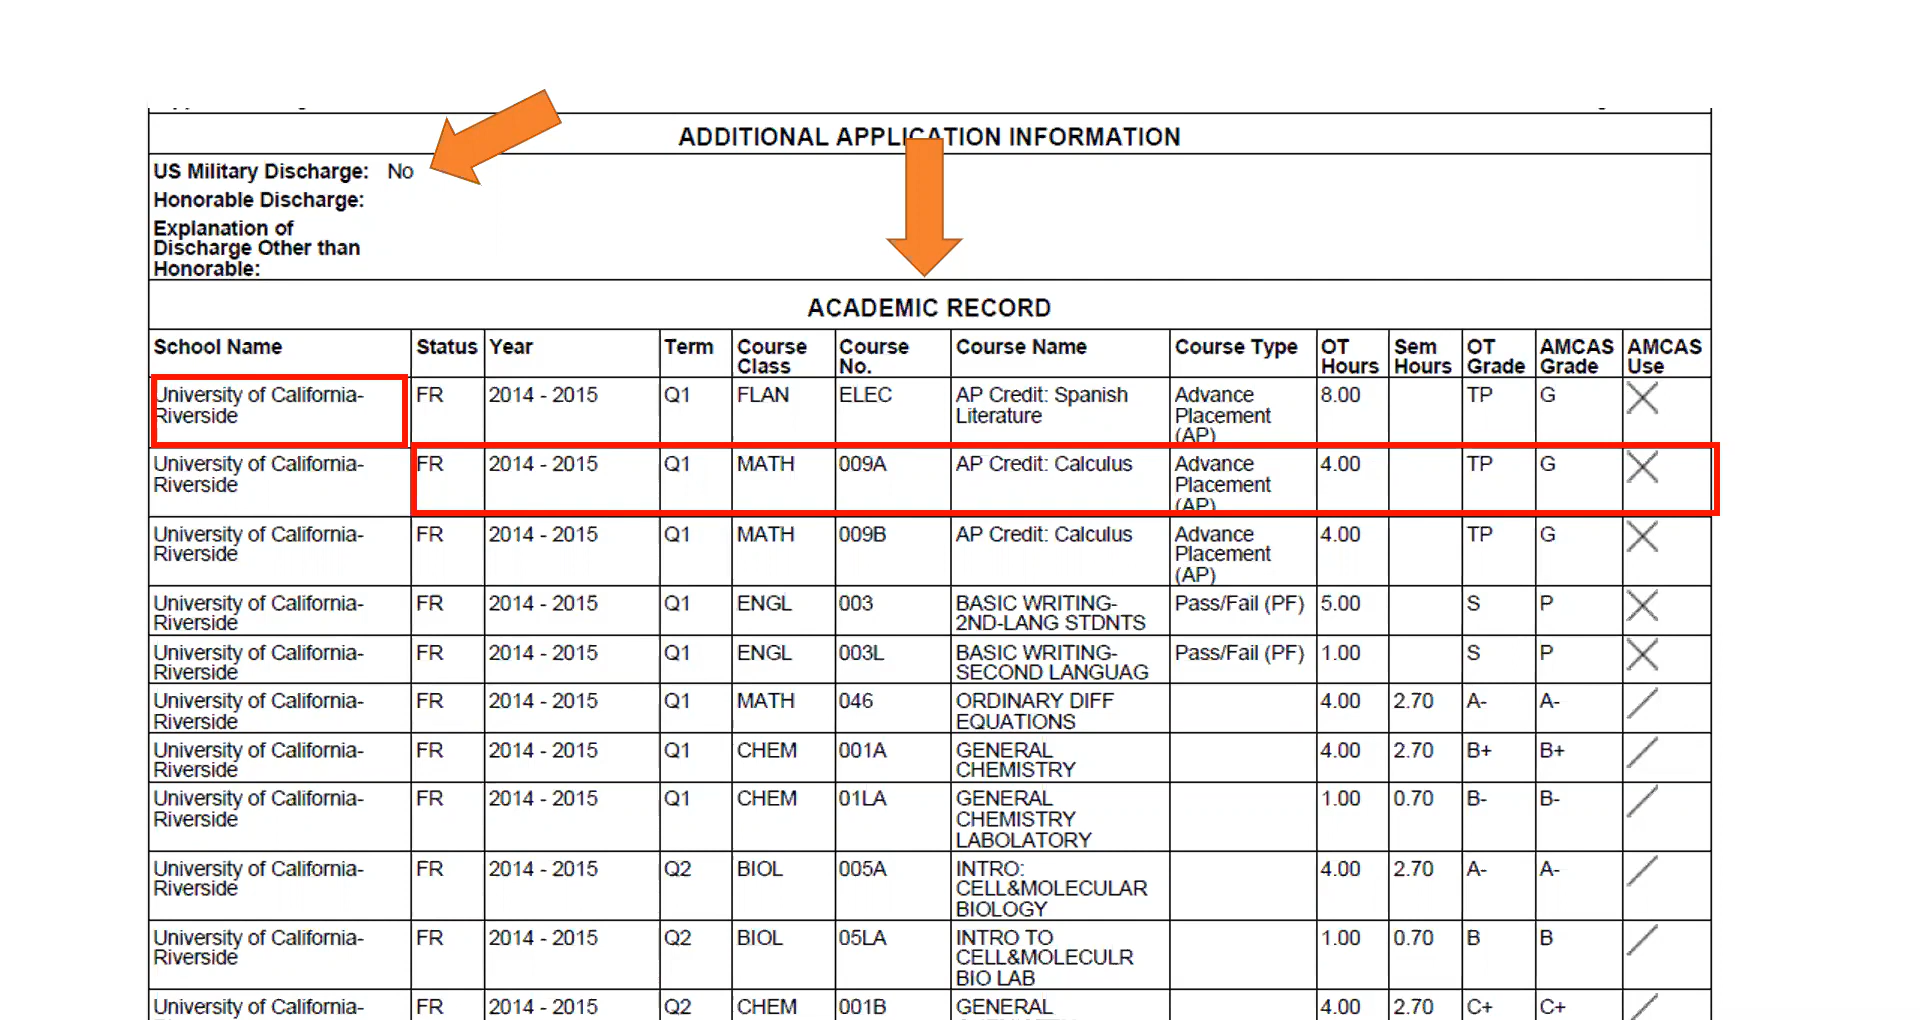 ADDITIONAL APPLICATION INFORMATION
US Military Discharge: No
Honorable Discharge:
Explanation of
Discharge Other than
Honorable:
ACADEMIC RECORD
School Name Status Year Term Course Class Course No. Course Name Course Type OT Hours Sem Hours OT Grade AMCAS Grade AMCAS Use
University of California-Riverside FR 2014 - 2015 Q1 FLAN ELEC AP Credit: Spanish Literature Advance Placement (AP) 8.00 TP G
University of California-Riverside FR 2014 - 2015 Q1 MATH 009A AP Credit: Calculus Advance Placement (AP) 4.00 TP G
University of California-Riverside FR 2014 - 2015 Q1 MATH 009B AP Credit: Calculus Advance Placement (AP) 4.00 TP G
University of California-Riverside FR 2014 - 2015 Q1 ENGL 003 BASIC WRITING-2ND-LANG STDNTS Pass/Fail (PF) 5.00 S P
University of California-Riverside FR 2014 - 2015 Q1 ENGL 003L BASIC WRITING-SECOND LANGUAG Pass/Fail (PF) 1.00 S P
University of California-Riverside FR 2014 - 2015 Q1 MATH 046 ORDINARY DIFF EQUATIONS 4.00 2.70 A- A-
University of California-Riverside FR 2014 - 2015 Q1 CHEM 001A GENERAL CHEMISTRY 4.00 2.70 B+ B+
University of California-Riverside FR 2014 - 2015 Q1 CHEM 01LA GENERAL CHEMISTRY LABOLATORY 1.00 0.70 B- B-
University of California-Riverside FR 2014 - 2015 Q2 BIOL 005A INTRO: CELL&MOLECULAR BIOLOGY 4.00 2.70 A- A-
University of California-Riverside FR 2014 - 2015 Q2 BIOL 05LA INTRO TO CELL&MOLECULR BIO LAB 1.00 0.70 B B
University of California- FR 2014 - 2015 Q2 CHEM 001B GENERAL 4.00 2.70 C+ C+